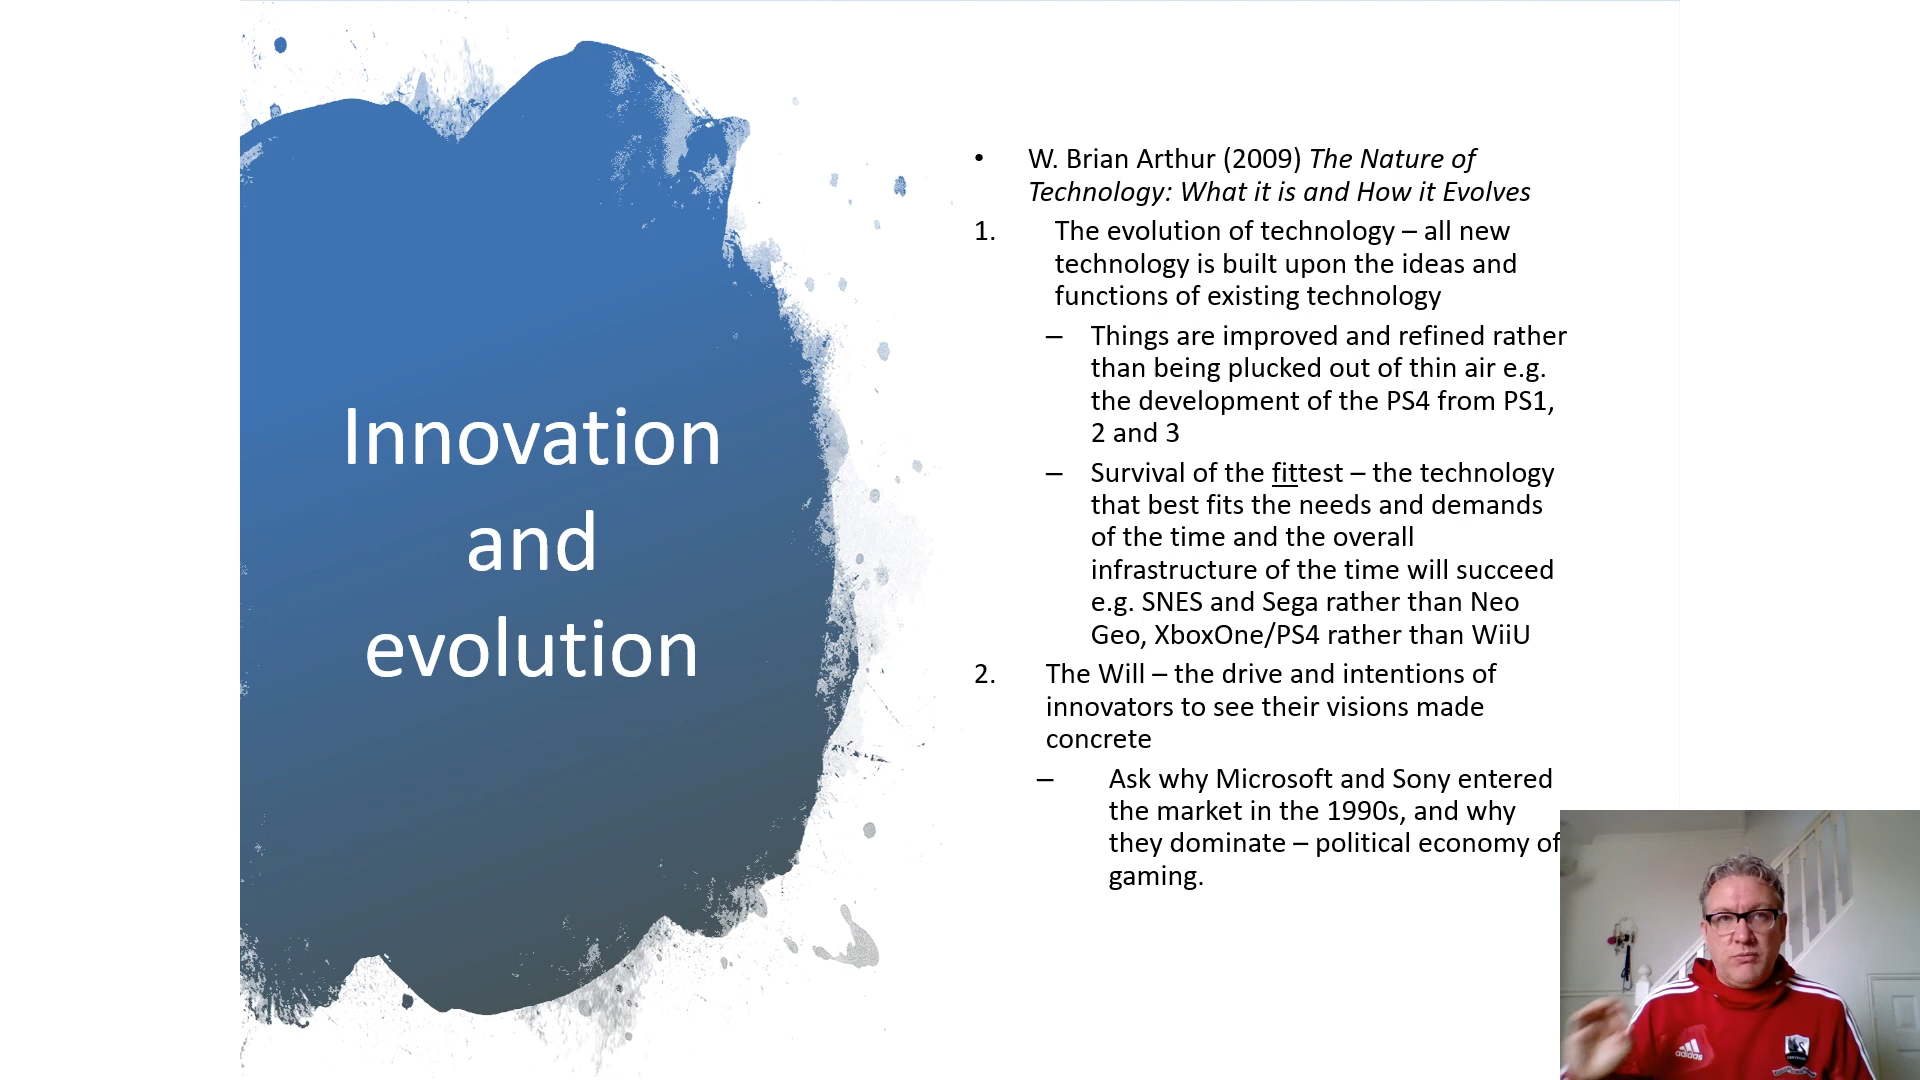 Innovation
and
evolution
• W. Brian Arthur (2009) The Nature of
Technology: What it is and How it Evolves
1. The evolution of technology – all new
technology is built upon the ideas and
functions of existing technology
– Things are improved and refined rather
than being plucked out of thin air e.g.
the development of the PS4 from PS1,
2 and 3
– Survival of the fittest – the technology
that best fits the needs and demands
of the time and the overall
infrastructure of the time will succeed
e.g. SNES and Sega rather than Neo
Geo, XboxOne/PS4 rather than WiiU
2. The Will – the drive and intentions of
innovators to see their visions made
concrete
– Ask why Microsoft and Sony entered
the market in the 1990s, and why
they dominate – political economy of
gaming.
adidas